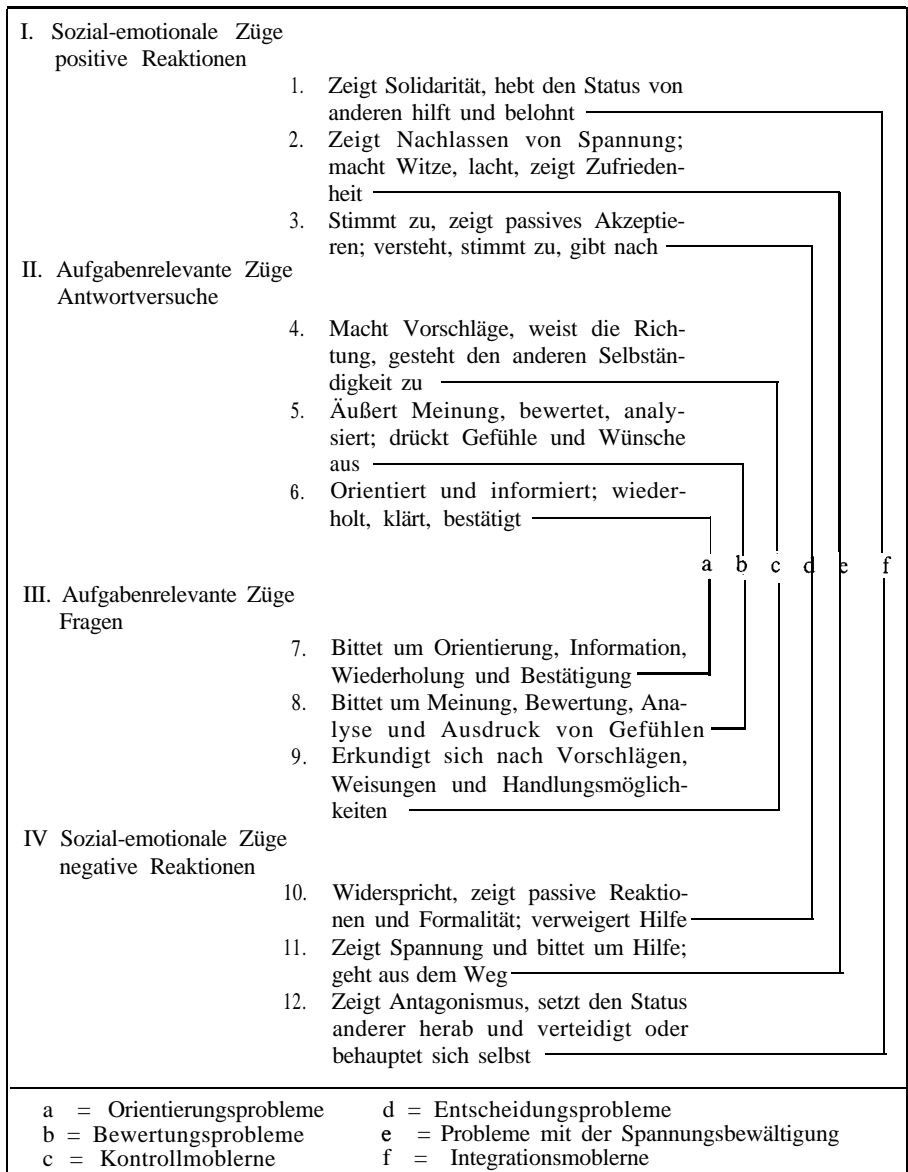 I. Sozial-emotionale Züge
positive Reaktionen
1. Zeigt Solidarität, hebt den Status von
anderen hilft und belohnt
2. Zeigt Nachlassen von Spannung;
macht Witze, lacht, zeigt Zufrieden-
heit
3. Stimmt zu, zeigt passives Akzeptie-
ren; versteht, stimmt zu, gibt nach
II. Aufgabenrelevante Züge
Antwortversuche
4. Macht Vorschläge, weist die Rich-
tung, gesteht den anderen Selbstän-
digkeit zu
5. Äußert Meinung, bewertet, analy-
siert; drückt Gefühle und Wünsche
aus
6. Orientiert und informiert; wieder-
holt, klärt, bestätigt
a b c d e f
III. Aufgabenrelevante Züge
Fragen
7. Bittet um Orientierung, Information,
Wiederholung und Bestätigung
8. Bittet um Meinung, Bewertung, Ana-
lyse und Ausdruck von Gefühlen
9. Erkundigt sich nach Vorschlägen,
Weisungen und Handlungsmöglich-
keiten
IV Sozial-emotionale Züge
negative Reaktionen
10. Widerspricht, zeigt passive Reaktio-
nen und Formalität; verweigert Hilfe
11. Zeigt Spannung und bittet um Hilfe;
geht aus dem Weg
12. Zeigt Antagonismus, setzt den Status
anderer herab und verteidigt oder
behauptet sich selbst
a = Orientierungsprobleme d = Entscheidungsprobleme
b = Bewertungsprobleme e = Probleme mit der Spannungsbewältigung
c = Kontrollmoblerne f = Integrationsmoblerne